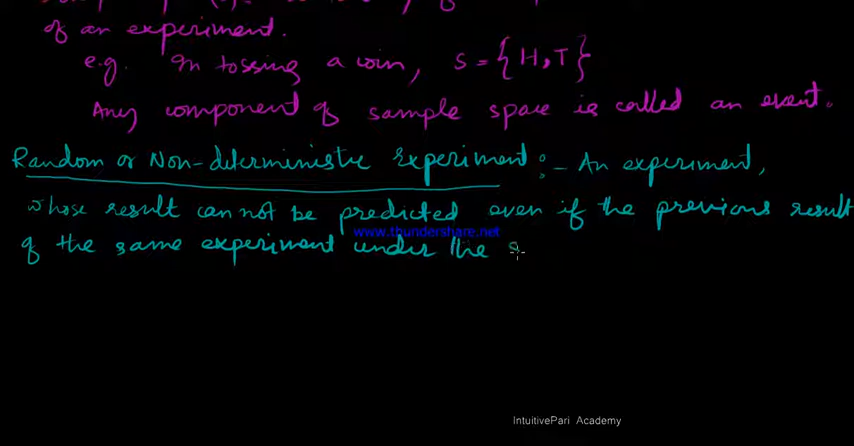 of an experiment.
e.g. In tossing a coin, S = {H, T}
Any component of sample space is called an event.
Random or Non-deterministic Experiment :- An experiment,
whose result can not be predicted even if the previous result
www.thundershare.net
of the same experiment under the s
IntuitivePari Academy